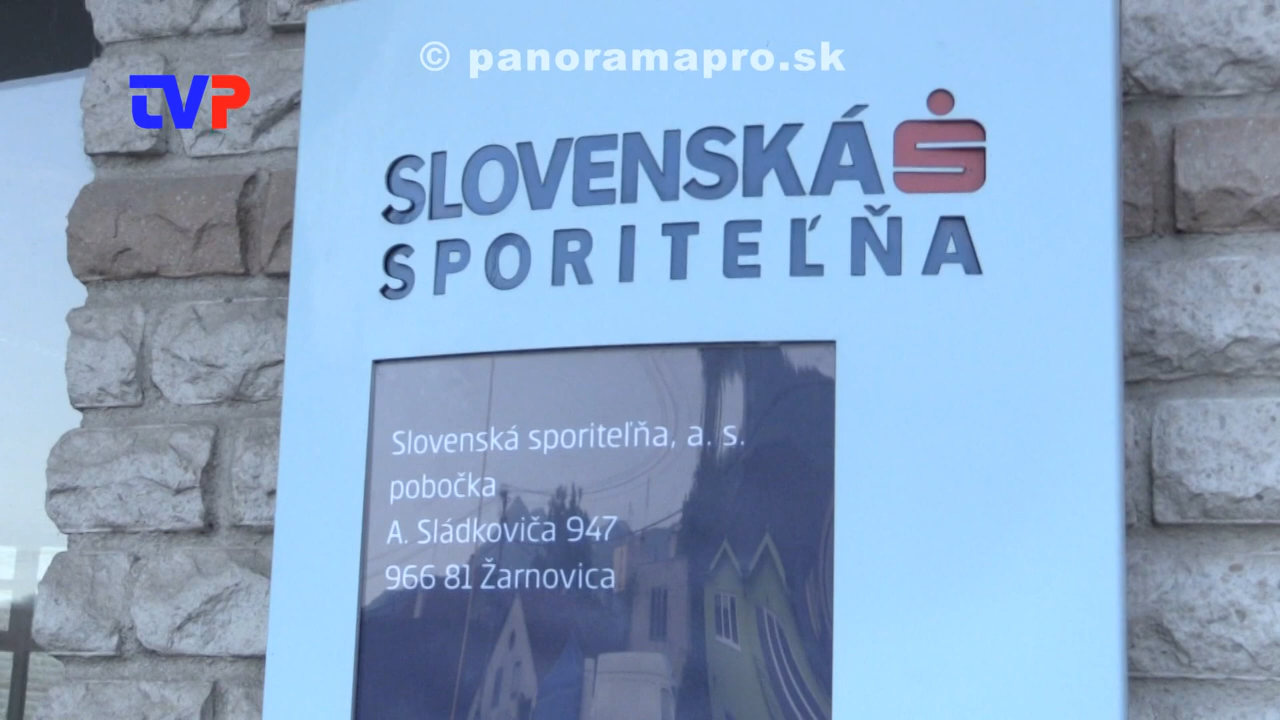 © panoramapro.sk
TVP
SLOVENSKÁ
SPORITEĽŇA
Slovenská sporiteľňa, a. s.
pobočka
A. Sládkoviča 947
966 81 Žarnovica